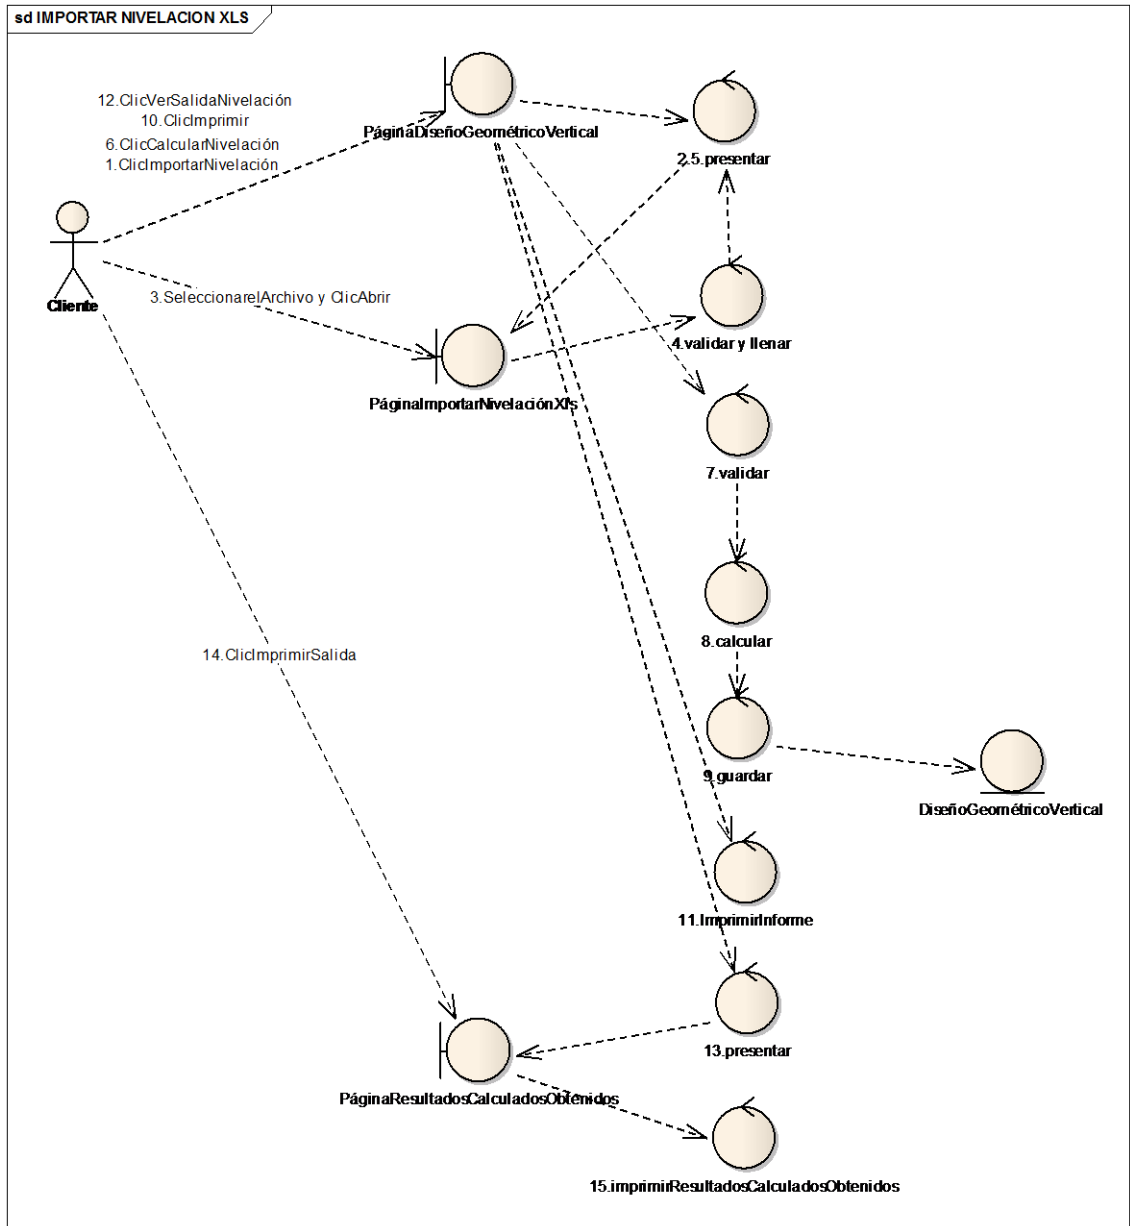 sd IMPORTAR NIVELACION XLS
12.ClicVerSalidaNivelación
10.ClicImprimir
6.ClicCalcularNivelación
1.ClicImportarNivelación
PáginaDiseñoGeométricoVertical
2.5.presentar
Cliente
3.SeleccionarelArchivo y ClicAbrir
4.validar y llenar
PáginaImportarNivelaciónXls
7.validar
8.calcular
14.ClicImprimirSalida
9.guardar
DiseñoGeométricoVertical
11.ImprimirInforme
13.presentar
PáginaResultadosCalculadosObtenidos
15.imprimirResultadosCalculadosObtenidos